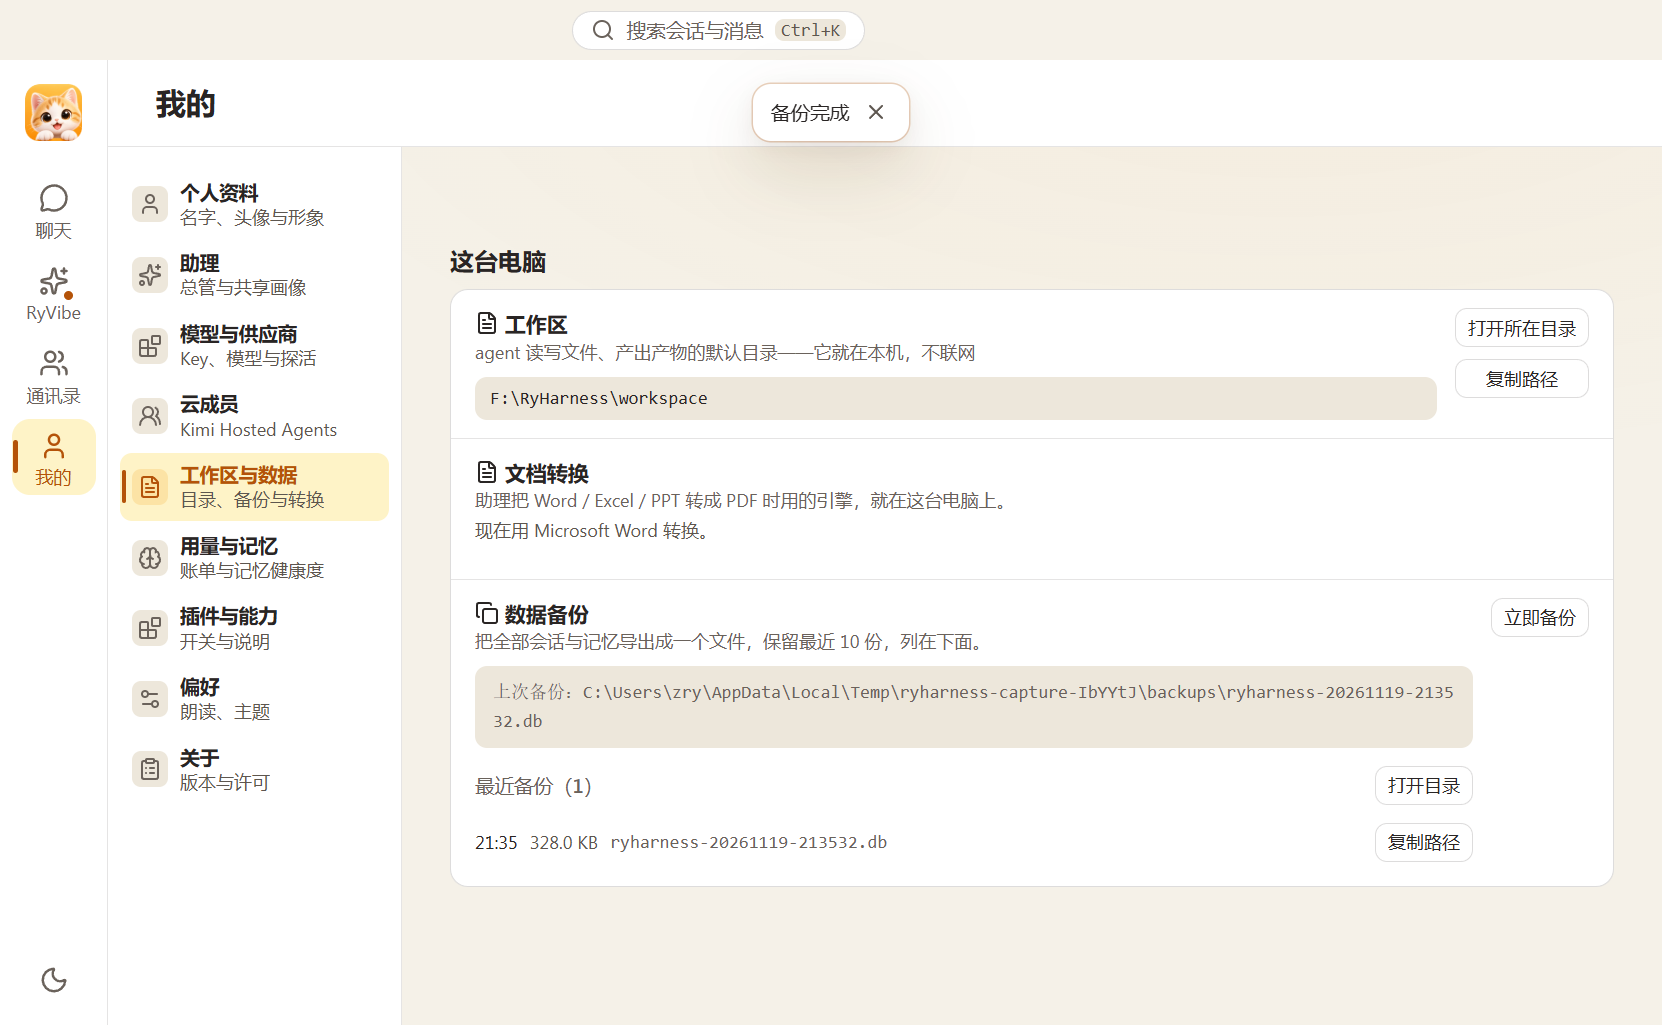 搜索会话与消息 Ctrl+K
我的
备份完成
聊天
RyVibe
通讯录
我的
个人资料
名字、头像与形象
助理
总管与共享画像
模型与供应商
Key、模型与探活
云成员
Kimi Hosted Agents
工作区与数据
目录、备份与转换
用量与记忆
账单与记忆健康度
插件与能力
开关与说明
偏好
朗读、主题
关于
版本与许可
这台电脑
工作区
agent 读写文件、产出产物的默认目录——它就在本机，不联网
F:\RyHarness\workspace
打开所在目录
复制路径
文档转换
助理把 Word / Excel / PPT 转成 PDF 时用的引擎，就在这台电脑上。
现在用 Microsoft Word 转换。
数据备份
把全部会话与记忆导出成一个文件，保留最近 10 份，列在下面。
立即备份
上次备份：C:\Users\zry\AppData\Local\Temp\ryharness-capture-IbYYtJ\backups\ryharness-20261119-2135
32.db
最近备份（1）
打开目录
21:35 328.0 KB ryharness-20261119-213532.db
复制路径